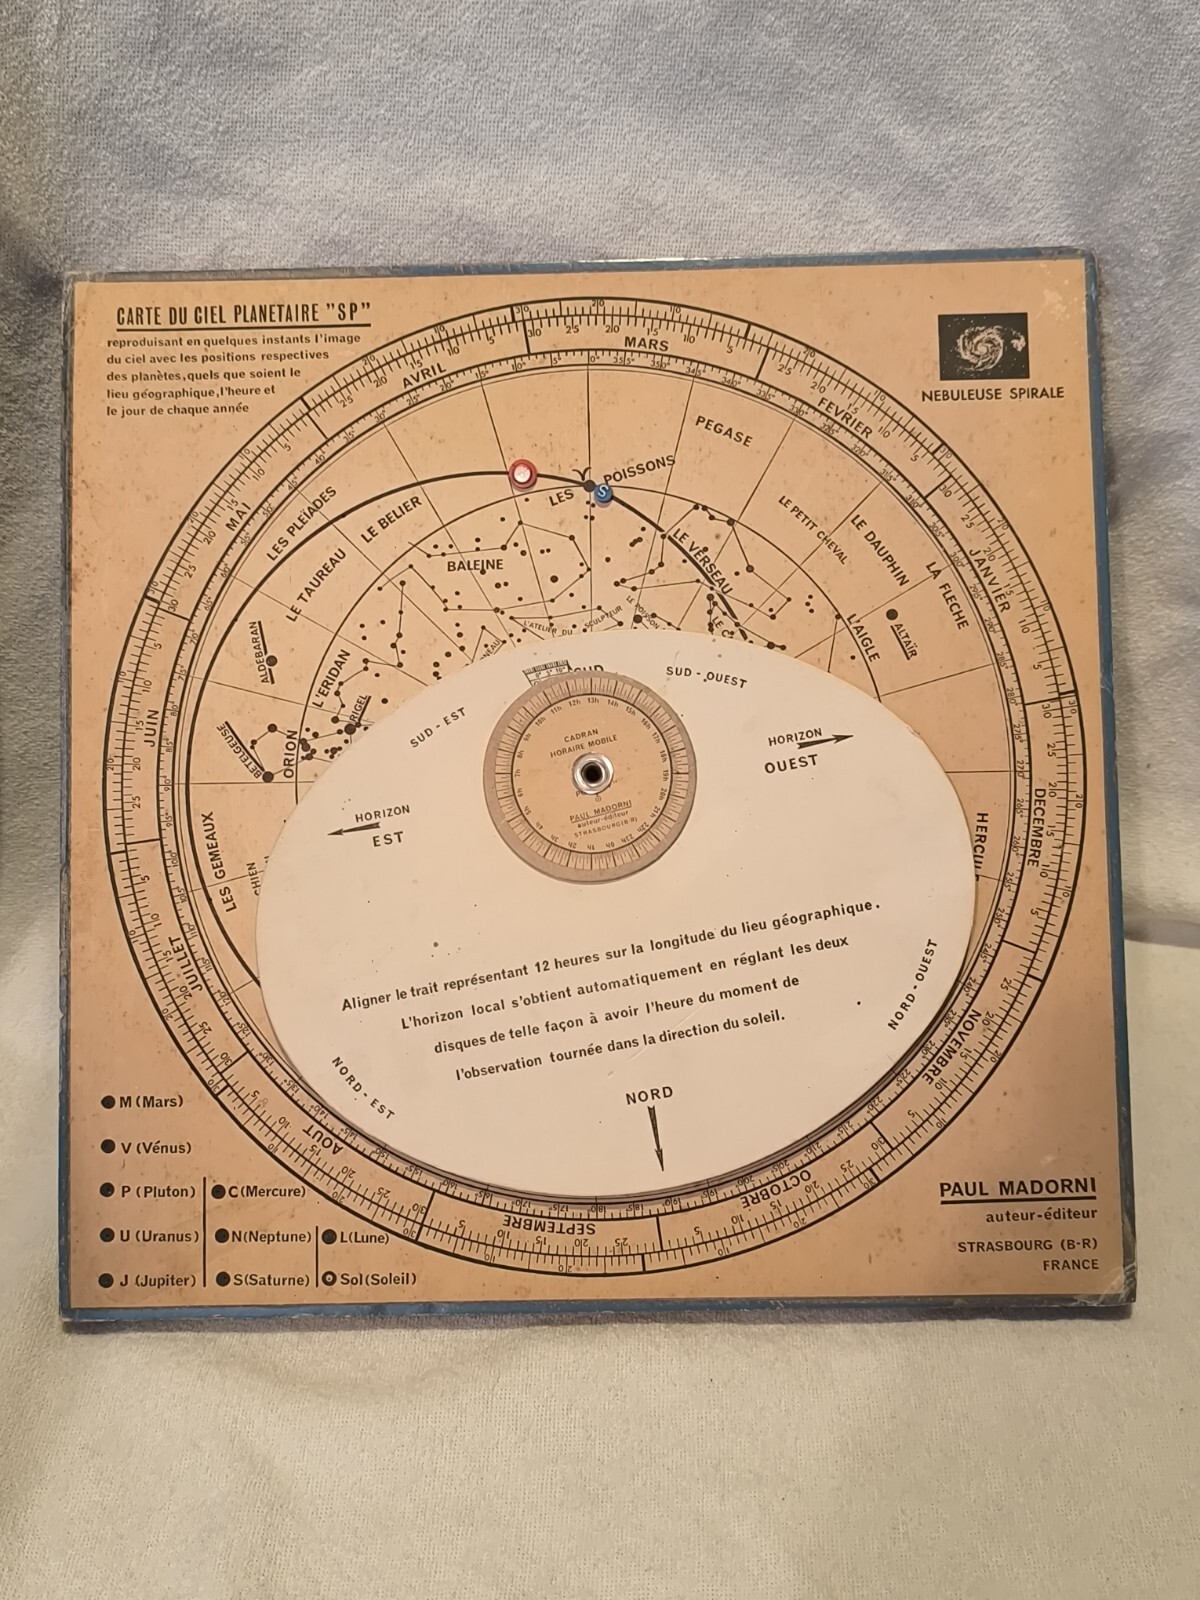 CARTE DU CIEL PLANETAIRE "SP"
reproduisant en quelques instants l'image
du ciel avec les positions respectives
des planètes, quels que soient le
lieu géographique, l'heure et
le jour de chaque année
NEBULEUSE SPIRALE
MARS
AVRIL
FEVRIER
MAI
JANVIER
JUIN
DECEMBRE
JUILLET
NOVEMBRE
AOUT
OCTOBRE
SEPTEMBRE
PEGASE
LES POISSONS
S
LES PLEÏADES
LE BELIER
LE PETIT CHEVAL
LE DAUPHIN
LA FLECHE
LE TAUREAU
BALEINE
LE VERSEAU
L'ATELIER DU SCULPTEUR
LE POISSON
ALDEBARAN
L'ERIDAN
L'AIGLE
ALTAÏR
RIGEL
BETELGEUSE
ORION
LES GEMEAUX
CHIEN
HERCULE
SUD
SUD-EST
SUD-OUEST
HORIZON
EST
HORIZON
OUEST
CADRAN
HORAIRE MOBILE
PAUL MADORNI
auteur-éditeur
STRASBOURG (B-R)
Aligner le trait représentant 12 heures sur la longitude du lieu géographique.
L'horizon local s'obtient automatiquement en réglant les deux
disques de telle façon à avoir l'heure du moment de
l'observation tournée dans la direction du soleil.
NORD-EST
NORD
NORD-OUEST
M (Mars)
V (Vénus)
P (Pluton) C (Mercure)
U (Uranus) N (Neptune) L (Lune)
J (Jupiter) S (Saturne) Sol (Soleil)
PAUL MADORNI
auteur-éditeur
STRASBOURG (B-R)
FRANCE